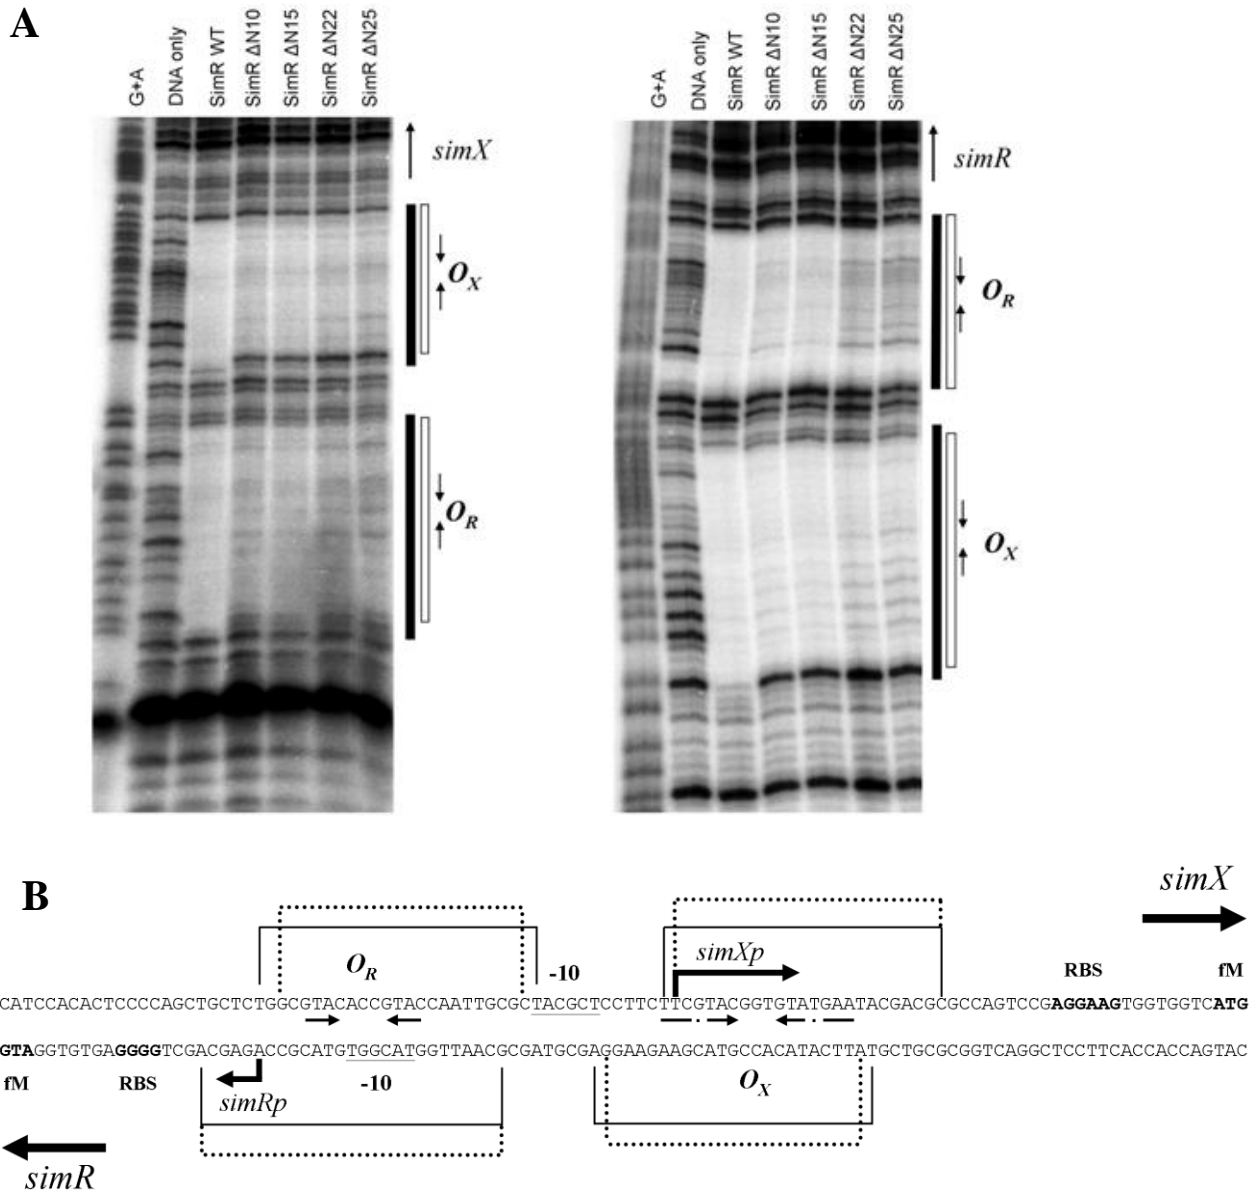 A
G+A
DNA only
SimR WT
SimR ΔN10
SimR ΔN15
SimR ΔN22
SimR ΔN25
simX
OX
OR
G+A
DNA only
SimR WT
SimR ΔN10
SimR ΔN15
SimR ΔN22
SimR ΔN25
simR
OR
OX
B
simX
OR
-10
simXp
RBS
fM
CATCCACACTCCCCAGCTGCTCTGGCGTACACCGTACCAATTGCGCTACGCTCCTTCTTCGTACGGTGTATGAATACGACGCGCCAGTCCGAGGAAGTGGTGGTCATG
GTAGGTGTGAGGGGTCGACGAGACCGCATGTGGCATGGTTAACGCGATGCGAGGAAGAAGCATGCCACATACTTATGCTGCGCGGTCAGGCTCCTTCACCACCAGTAC
fM
RBS
simRp
-10
OX
simR